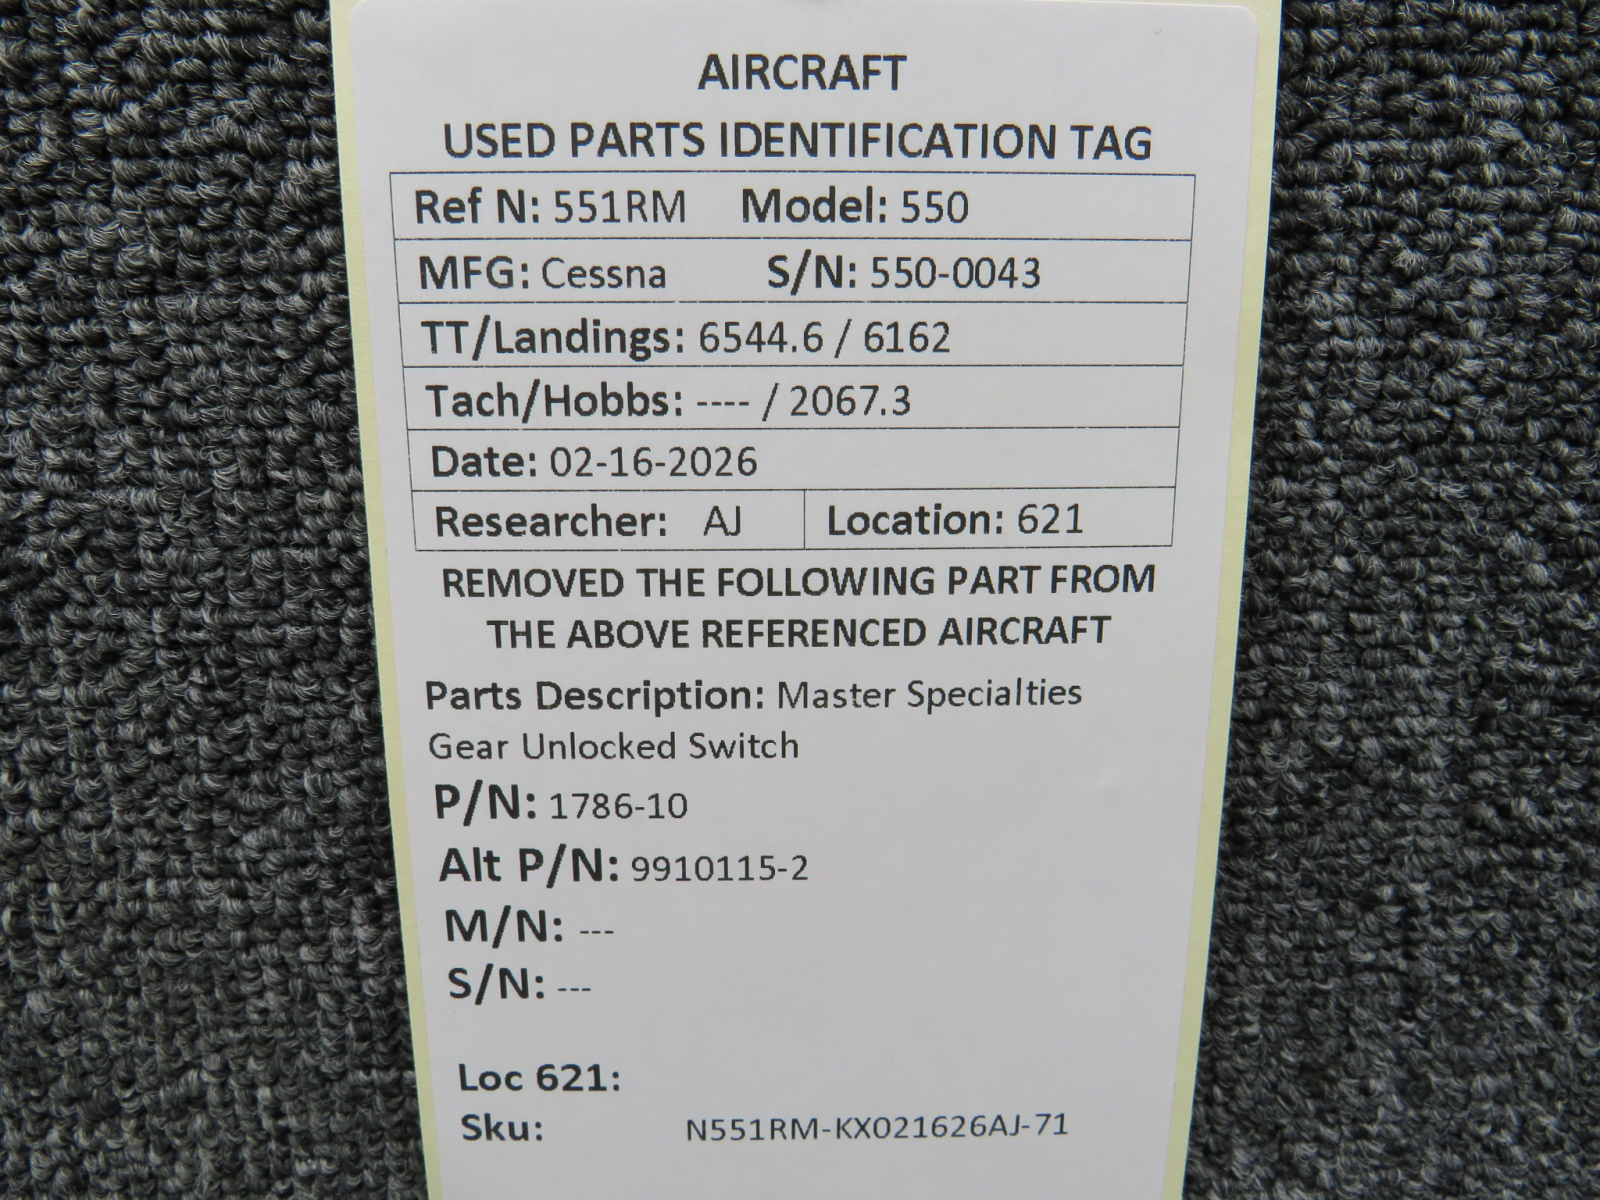 AIRCRAFT
USED PARTS IDENTIFICATION TAG
Ref N: 551RM Model: 550
MFG: Cessna S/N: 550-0043
TT/Landings: 6544.6 / 6162
Tach/Hobbs: ---- / 2067.3
Date: 02-16-2026
Researcher: AJ Location: 621
REMOVED THE FOLLOWING PART FROM
THE ABOVE REFERENCED AIRCRAFT
Parts Description: Master Specialties
Gear Unlocked Switch
P/N: 1786-10
Alt P/N: 9910115-2
M/N: ---
S/N: ---
Loc 621:
Sku: N551RM-KX021626AJ-71